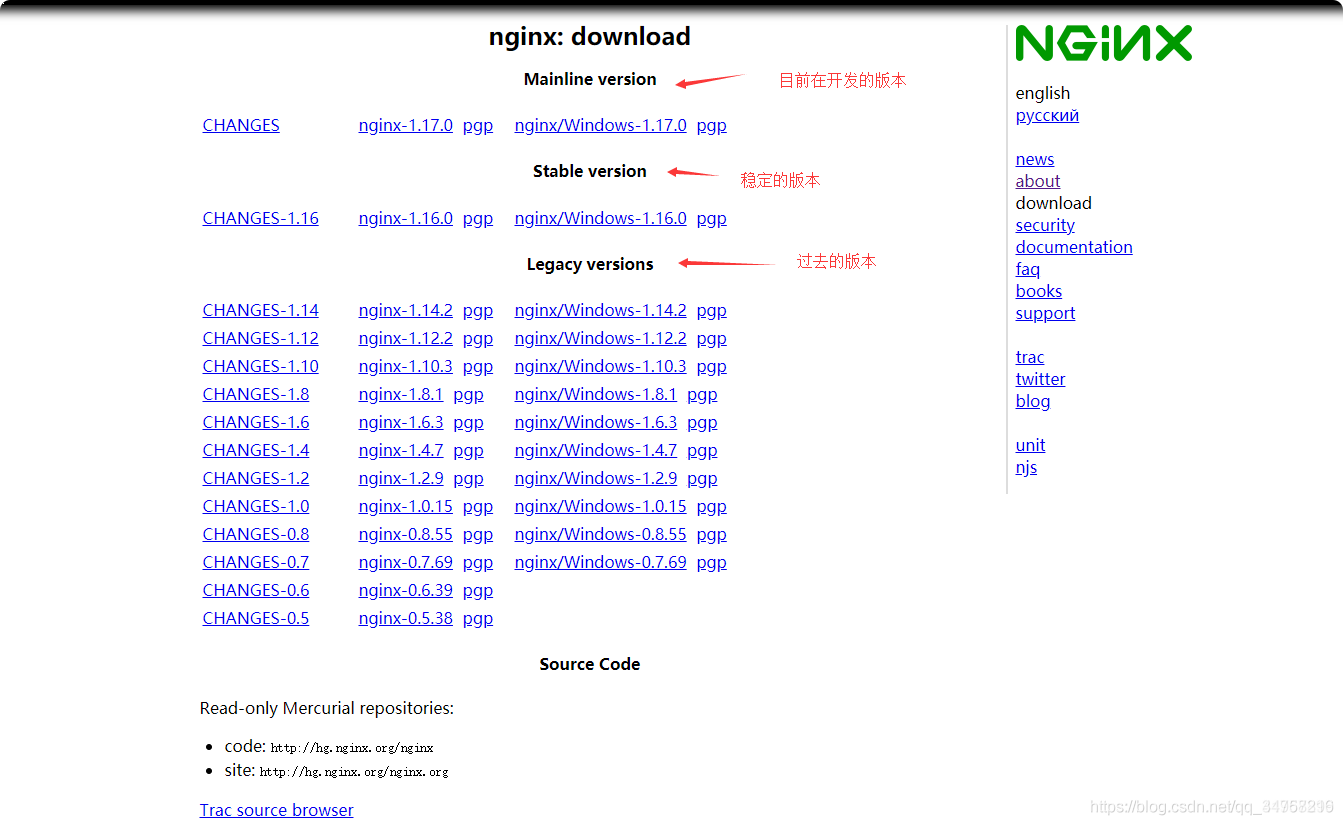 nginx: download
Mainline version
目前在开发的版本
CHANGES nginx-1.17.0 pgp nginx/Windows-1.17.0 pgp
Stable version
稳定的版本
CHANGES-1.16 nginx-1.16.0 pgp nginx/Windows-1.16.0 pgp
Legacy versions
过去的版本
CHANGES-1.14 nginx-1.14.2 pgp nginx/Windows-1.14.2 pgp
CHANGES-1.12 nginx-1.12.2 pgp nginx/Windows-1.12.2 pgp
CHANGES-1.10 nginx-1.10.3 pgp nginx/Windows-1.10.3 pgp
CHANGES-1.8 nginx-1.8.1 pgp nginx/Windows-1.8.1 pgp
CHANGES-1.6 nginx-1.6.3 pgp nginx/Windows-1.6.3 pgp
CHANGES-1.4 nginx-1.4.7 pgp nginx/Windows-1.4.7 pgp
CHANGES-1.2 nginx-1.2.9 pgp nginx/Windows-1.2.9 pgp
CHANGES-1.0 nginx-1.0.15 pgp nginx/Windows-1.0.15 pgp
CHANGES-0.8 nginx-0.8.55 pgp nginx/Windows-0.8.55 pgp
CHANGES-0.7 nginx-0.7.69 pgp nginx/Windows-0.7.69 pgp
CHANGES-0.6 nginx-0.6.39 pgp
CHANGES-0.5 nginx-0.5.38 pgp
Source Code
Read-only Mercurial repositories:
code: http://hg.nginx.org/nginx
site: http://hg.nginx.org/nginx.org
Trac source browser
NGINX
english
русский
news
about
download
security
documentation
faq
books
support
trac
twitter
blog
unit
njs